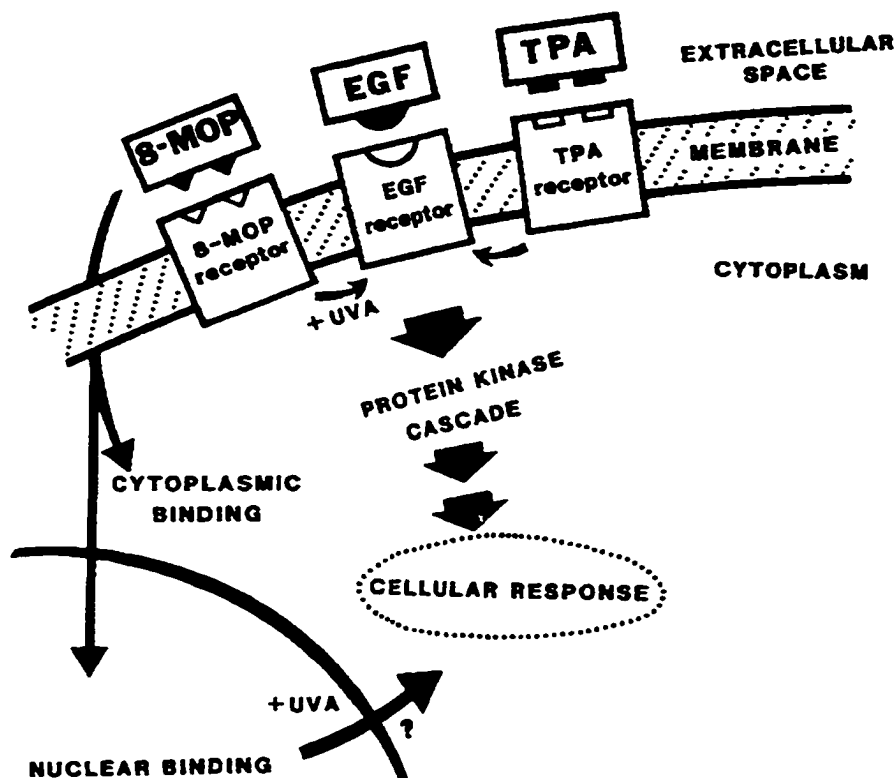 TPA
EGF
8-MOP
EXTRACELLULAR
SPACE
MEMBRANE
TPA
receptor
EGF
receptor
8-MOP
receptor
CYTOPLASM
+UVA
PROTEIN KINASE
CASCADE
CYTOPLASMIC
BINDING
CELLULAR RESPONSE
+UVA
?
NUCLEAR BINDING